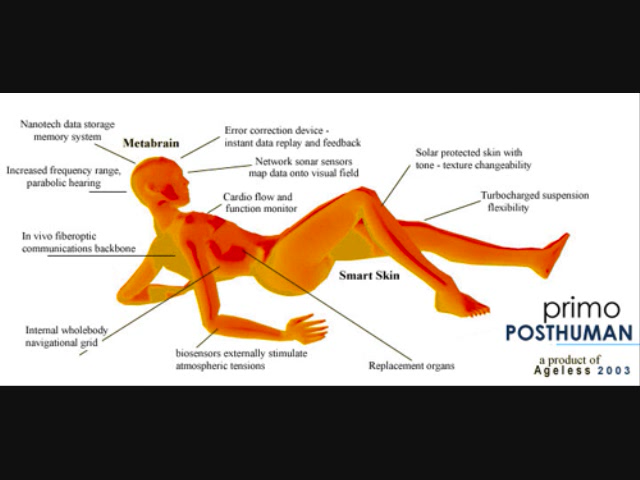 Nanotech data storage
memory system
Metabrain
Error correction device -
instant data replay and feedback
Increased frequency range,
parabolic hearing
Network sonar sensors
map data onto visual field
Solar protected skin with
tone - texture changeability
Cardio flow and
function monitor
Turbocharged suspension
flexibility
In vivo fiberoptic
communications backbone
Smart Skin
Internal wholebody
navigational grid
biosensors externally stimulate
atmospheric tensions
Replacement organs
primo
POSTHUMAN
a product of
Ageless 2003